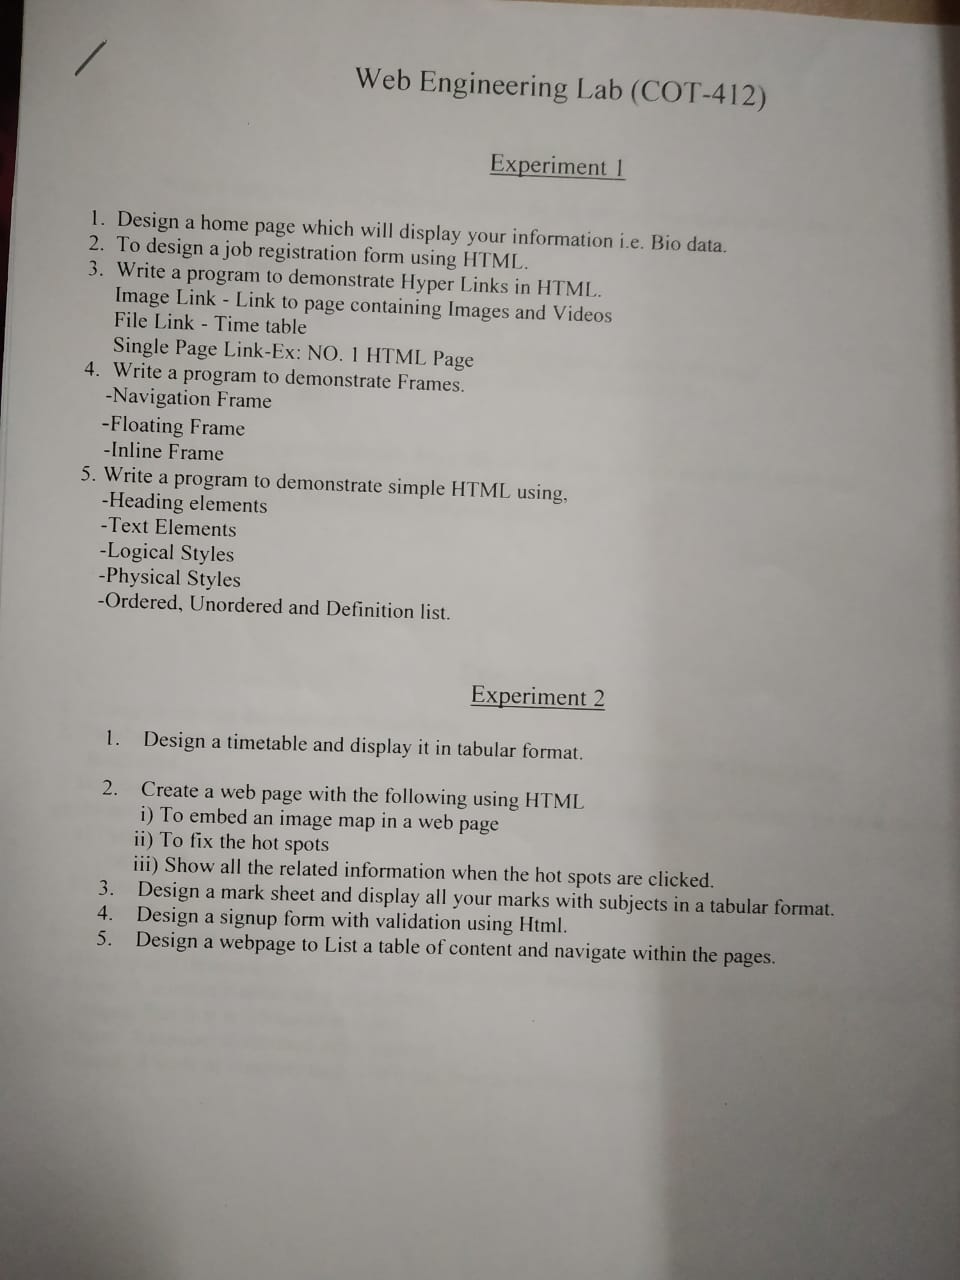 Web Engineering Lab (COT-412)
Experiment 1
1. Design a home page which will display your information i.e. Bio data.
2. To design a job registration form using HTML.
3. Write a program to demonstrate Hyper Links in HTML.
Image Link - Link to page containing Images and Videos
File Link - Time table
Single Page Link-Ex: NO. 1 HTML Page
4. Write a program to demonstrate Frames.
-Navigation Frame
-Floating Frame
-Inline Frame
5. Write a program to demonstrate simple HTML using,
-Heading elements
-Text Elements
-Logical Styles
-Physical Styles
-Ordered, Unordered and Definition list.
Experiment 2
1. Design a timetable and display it in tabular format.
2. Create a web page with the following using HTML
i) To embed an image map in a web page
ii) To fix the hot spots
iii) Show all the related information when the hot spots are clicked.
3. Design a mark sheet and display all your marks with subjects in a tabular format.
4. Design a signup form with validation using Html.
5. Design a webpage to List a table of content and navigate within the pages.